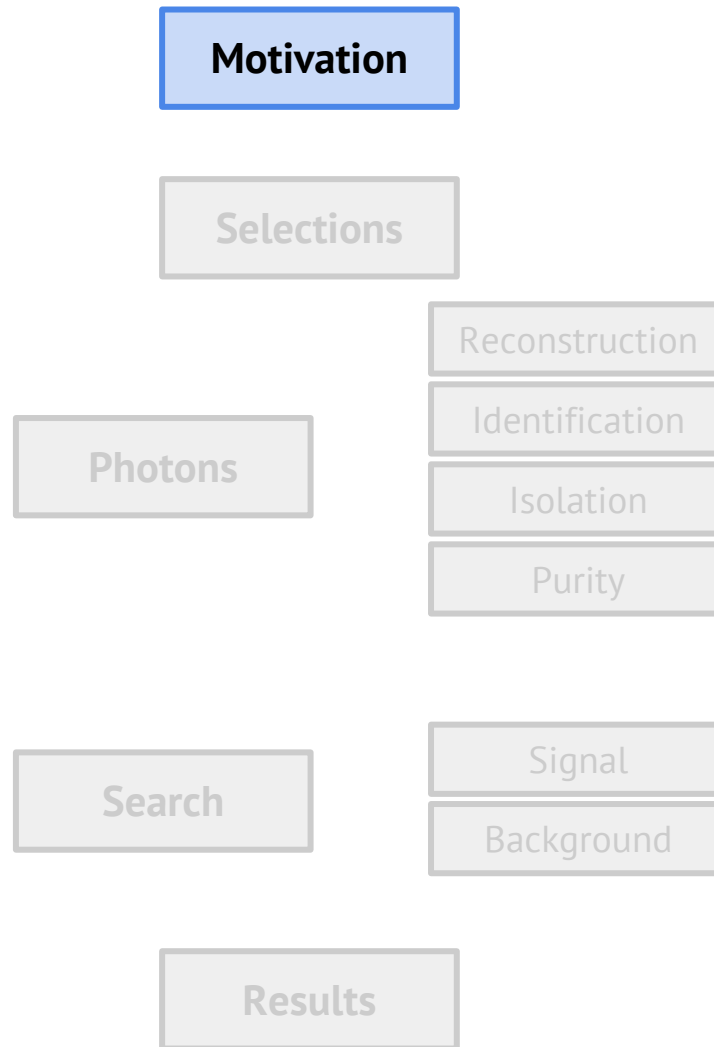 Motivation
Selections
Photons
Reconstruction
Identification
Isolation
Purity
Search
Signal
Background
Results